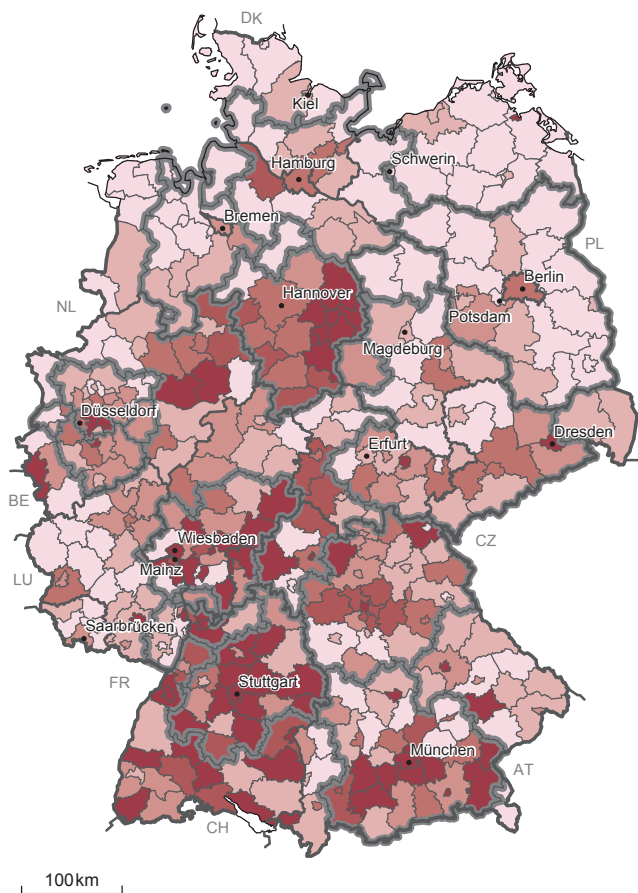 DK
Kiel
Schwerin
Hamburg
Bremen
PL
Berlin
NL
Hannover
Potsdam
Magdeburg
Düsseldorf
Dresden
Erfurt
BE
Wiesbaden
CZ
Mainz
LU
Saarbrücken
FR
Stuttgart
München
AT
CH
100 km